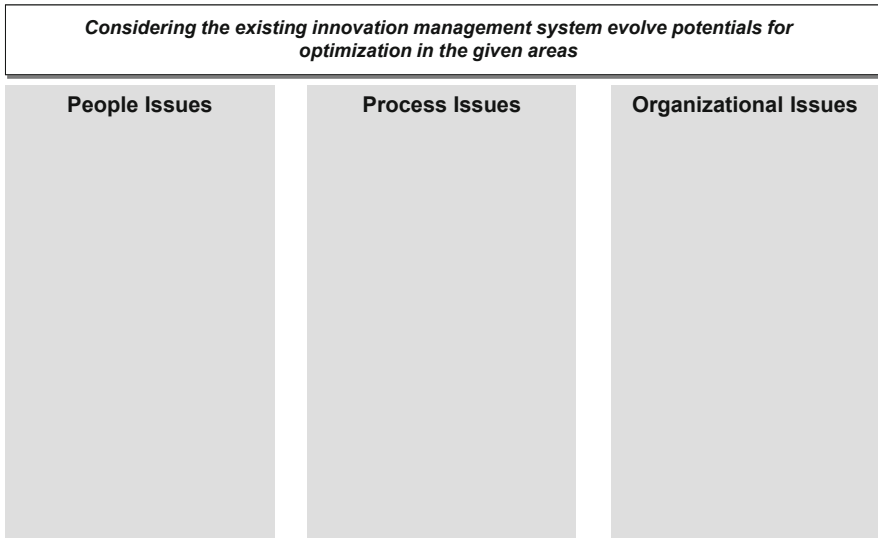 Considering the existing innovation management system evolve potentials for
optimization in the given areas
People Issues
Process Issues
Organizational Issues